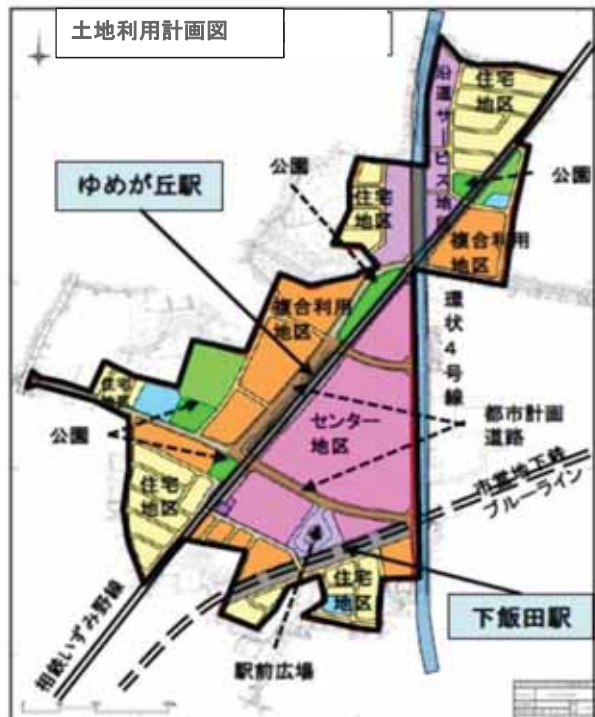 土地利用計画図
住宅
地区
沿道サービス地区
公園
ゆめが丘駅
住宅
地区
公園
複合利用
地区
複合利用
地区
環状4号線
住宅
地区
センター
地区
都市計画
道路
公園
住宅
地区
市営地下鉄
ブルーライン
住宅
地区
下飯田駅
相鉄いずみ野線
駅前広場